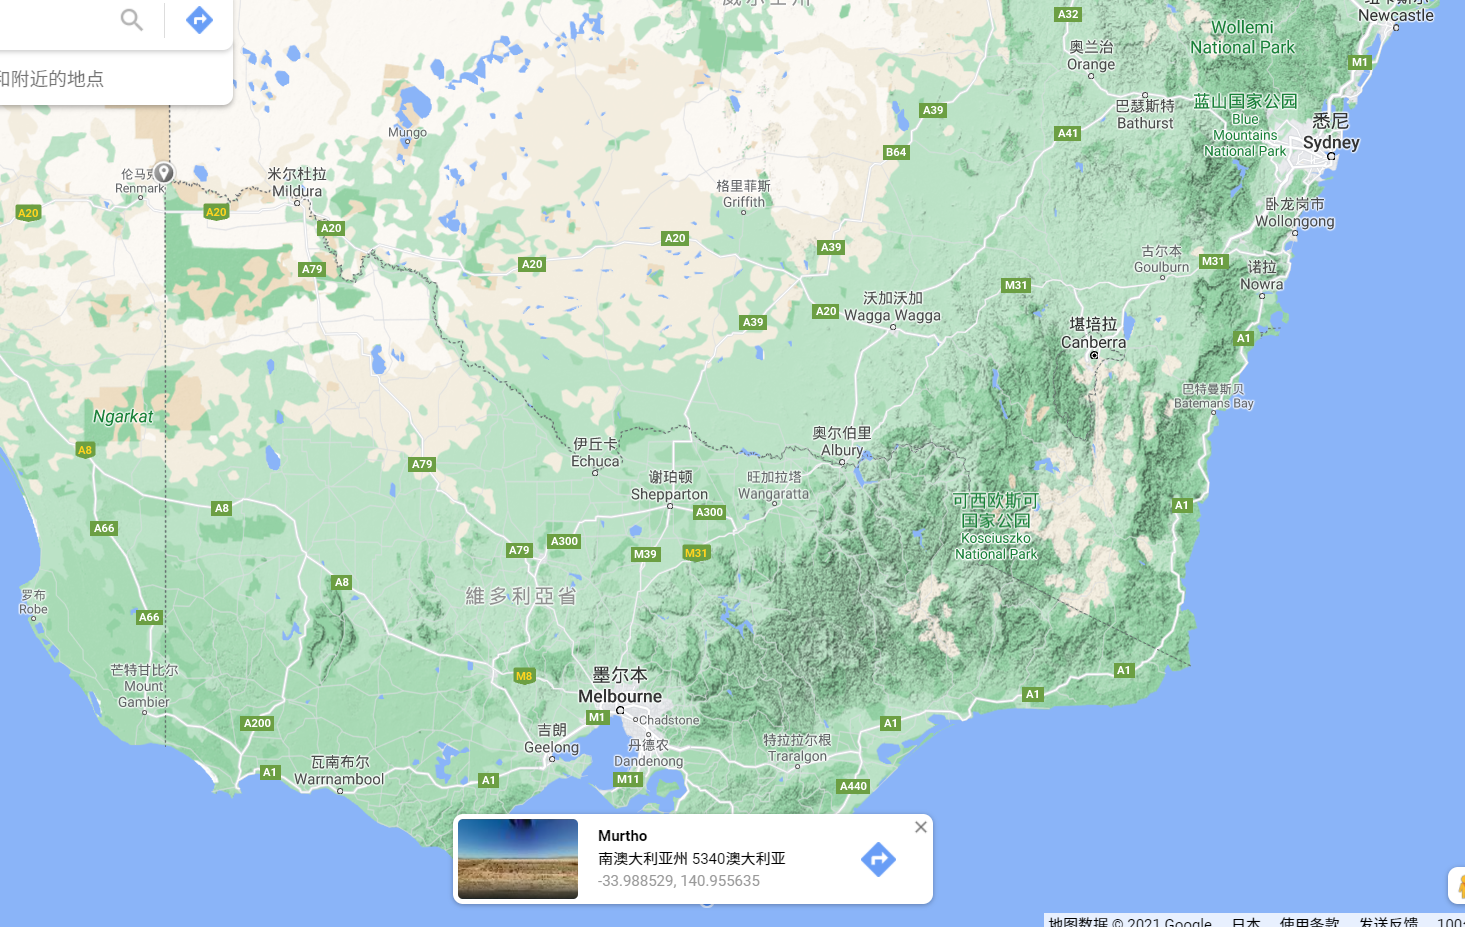 和附近的地点
A32
纽卡斯尔
Newcastle
Wollemi
National Park
奥兰治
Orange
M1
巴瑟斯特
Bathurst
蓝山国家公园
Blue
Mountains
National Park
悉尼
Sydney
A39
A41
B64
Mungo
Renmark
米尔杜拉
Mildura
格里菲斯
Griffith
卧龙岗市
Wollongong
A20
A20
A20
A20
A39
A79
A20
古尔本
Goulburn
M31
诺拉
Nowra
M31
沃加沃加
Wagga Wagga
A20
A39
堪培拉
Canberra
A1
巴特曼斯贝
Batemans Bay
Ngarkat
A8
A79
伊丘卡
Echuca
奥尔伯里
Albury
谢珀顿
Shepparton
旺加拉塔
Wangaratta
可西欧斯可
国家公园
Kosciuszko
National Park
A8
A300
A1
A66
A79
A300
M39
M31
A8
罗布
Robe
維多利亞省
A66
芒特甘比尔
Mount
Gambier
M8
墨尔本
Melbourne
A1
A1
A200
M1
Chadstone
A1
吉朗
Geelong
丹德农
Dandenong
特拉拉尔根
Traralgon
瓦南布尔
Warrnambool
A1
A1
M11
A440
Murtho
南澳大利亚州 5340澳大利亚
-33.988529, 140.955635
地图数据 © 2021 Google 日本 使用条款 发送反馈